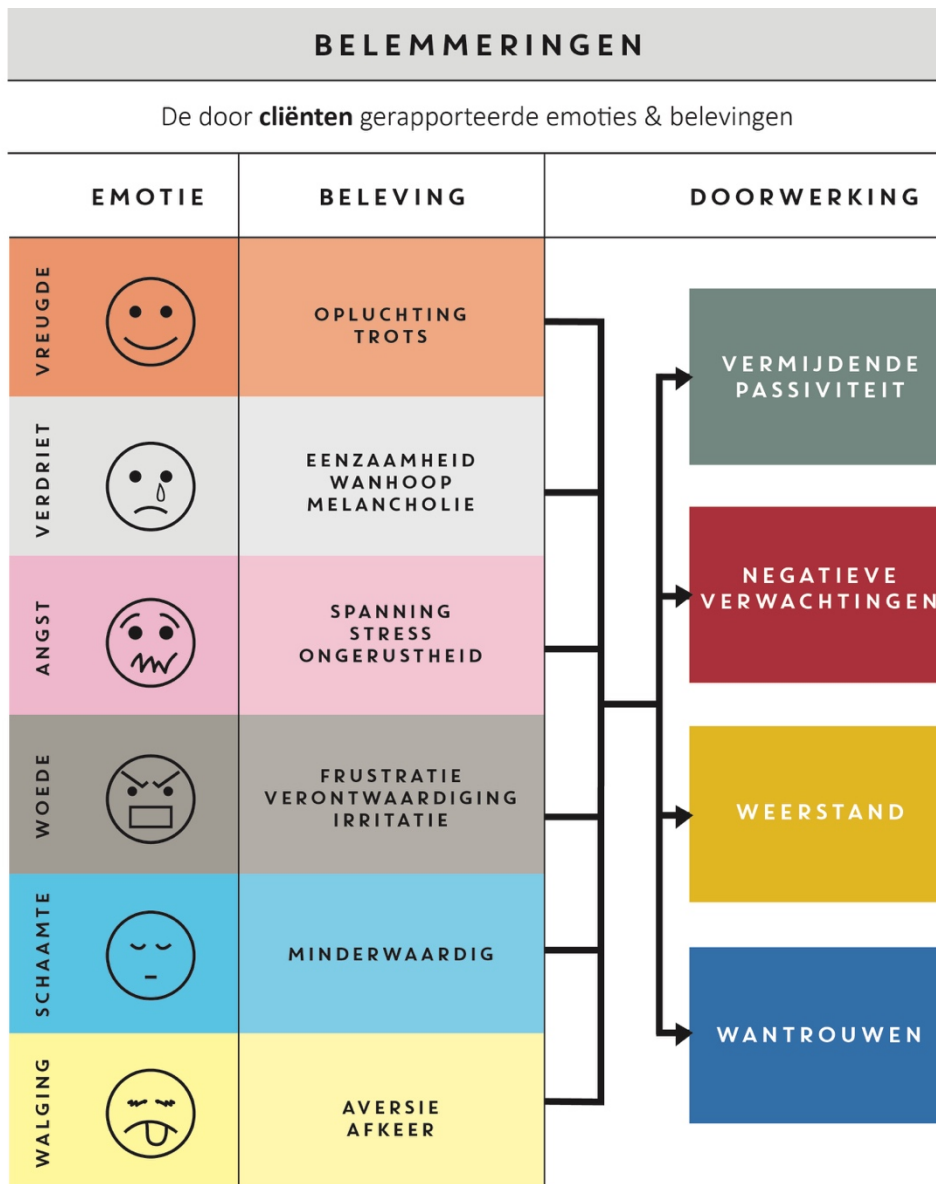 BELEMMERINGEN
De door cliënten gerapporteerde emoties & belevingen
EMOTIE
BELEVING
DOORWERKING
VREUGDE
OPLUCHTING
TROTS
VERDRIET
EENZAAMHEID
WANHOOP
MELANCHOLIE
ANGST
SPANNING
STRESS
ONGERUSTHEID
WOEDE
FRUSTRATIE
VERONTWAARDIGING
IRRITATIE
SCHAAMTE
MINDERWAARDIG
WALGING
AVERSIE
AFKEER
VERMIJDENDE
PASSIVITEIT
NEGATIEVE
VERWACHTINGEN
WEERSTAND
WANTROUWEN